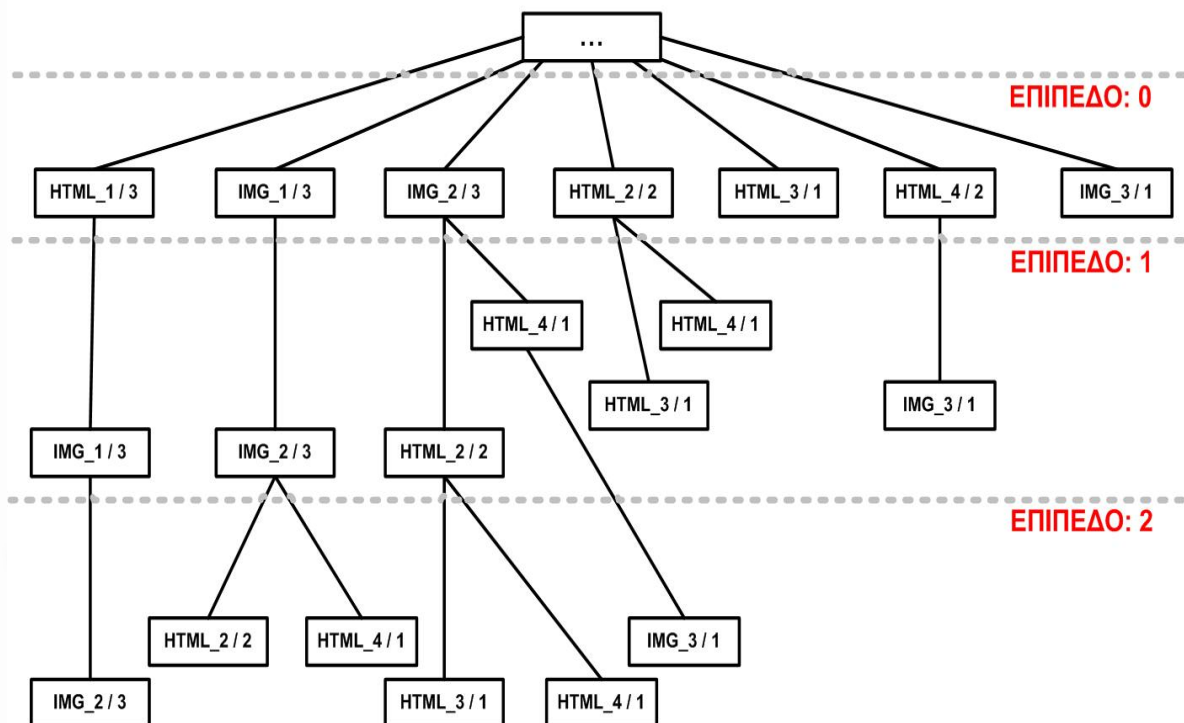 ...
ΕΠΙΠΕΔΟ: 0
HTML_1 / 3
IMG_1 / 3
IMG_2 / 3
HTML_2 / 2
HTML_3 / 1
HTML_4 / 2
IMG_3 / 1
ΕΠΙΠΕΔΟ: 1
HTML_4 / 1
HTML_4 / 1
HTML_3 / 1
IMG_3 / 1
IMG_1 / 3
IMG_2 / 3
HTML_2 / 2
ΕΠΙΠΕΔΟ: 2
HTML_2 / 2
HTML_4 / 1
IMG_3 / 1
IMG_2 / 3
HTML_3 / 1
HTML_4 / 1